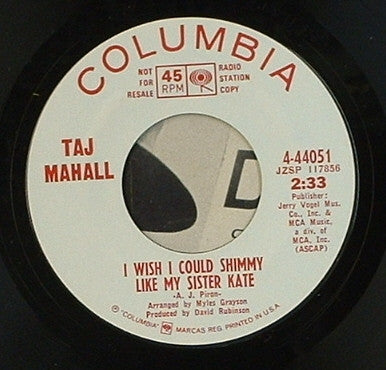 COLUMBIA
NOT FOR RESALE
45 RPM
RADIO STATION COPY
TAJ MAHALL
4-44051
JZSP 117856
2:33
Publisher:
Jerry Vogel Mus.
Co., Inc. &
MCA Music,
a div. of
MCA, Inc.
(ASCAP)
I WISH I COULD SHIMMY
LIKE MY SISTER KATE
-A. J. Piron-
Arranged by Myles Grayson
Produced by David Rubinson
® "COLUMBIA" MARCAS REG. PRINTED IN U.S.A.